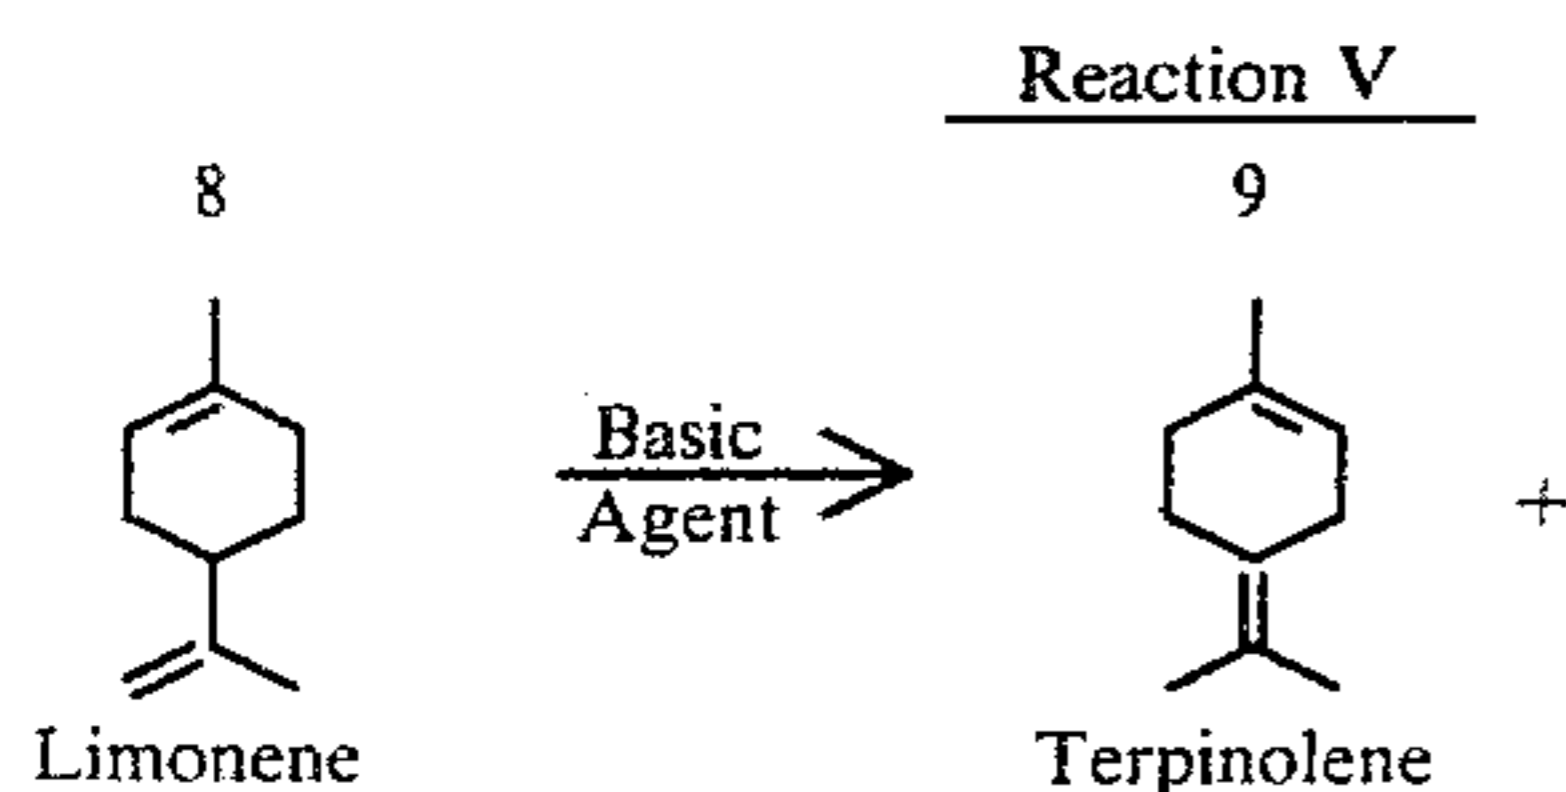 Reaction V
8
9
Basic
Agent
+
Limonene
Terpinolene